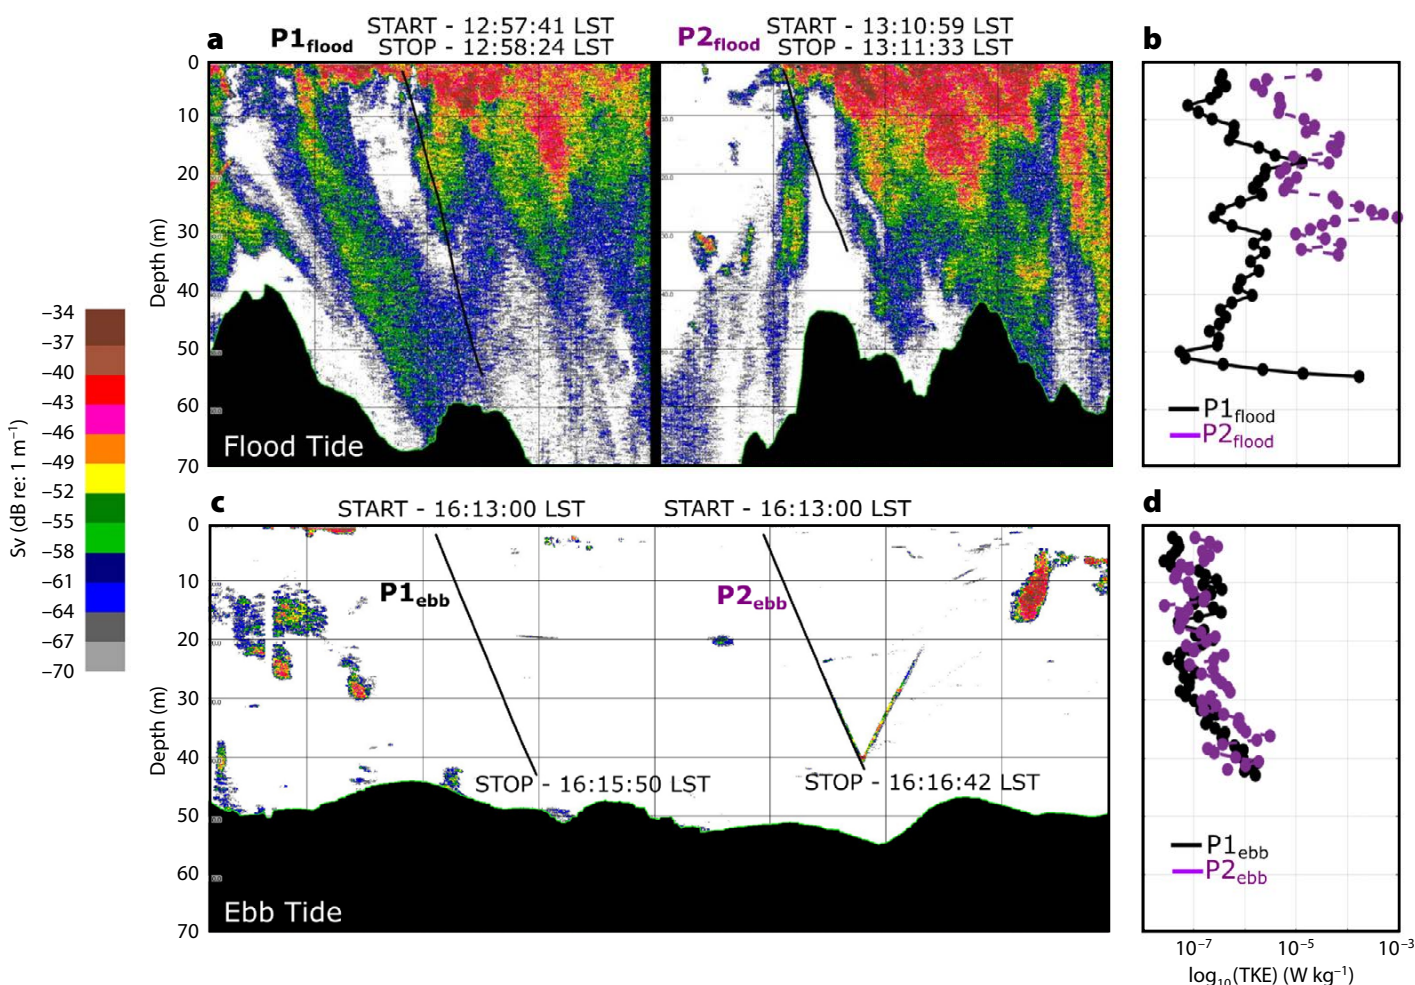 a
P1flood
START - 12:57:41 LST
STOP - 12:58:24 LST
P2flood
START - 13:10:59 LST
STOP - 13:11:33 LST
b
0
10
20
30
40
50
60
70
Depth (m)
Flood Tide
P1flood
P2flood
−34
−37
−40
−43
−46
−49
−52
−55
−58
−61
−64
−67
−70
Sv (dB re: 1 m−1)
c
START - 16:13:00 LST
START - 16:13:00 LST
d
0
10
20
30
40
50
60
70
Depth (m)
P1ebb
P2ebb
STOP - 16:15:50 LST
STOP - 16:16:42 LST
Ebb Tide
P1ebb
P2ebb
10−7
10−5
10−3
log10(TKE) (W kg−1)